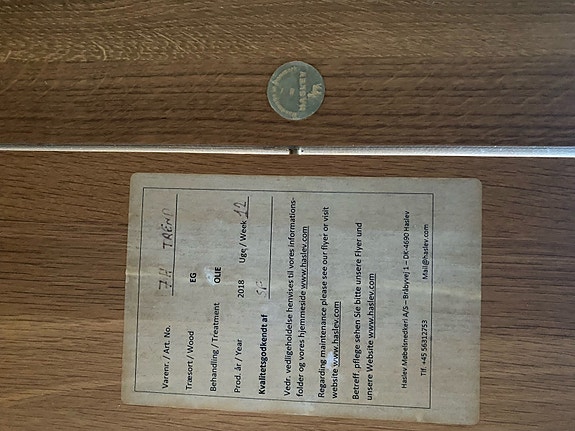 HASLEV
Varenr. / Art. No. 7H TREND
Træsort / Wood EG
Behandling / Treatment OLIE
Prod. år / Year 2018 Uge / Week 12
Kvalitetsgodkendt af
Vedr. vedligeholdelse henvises til vores informations-
folder og vores hjemmeside www.haslev.com
Regarding maintenance please see our flyer or visit
website www.haslev.com
Betreff. pflege sehen Sie bitte unsere Flyer und
unsere Website www.haslev.com
Haslev Møbelsnedkeri A/S – Bråbyvej 1 – DK-4690 Haslev
Tlf. +45 56312753 Mail@haslev.com